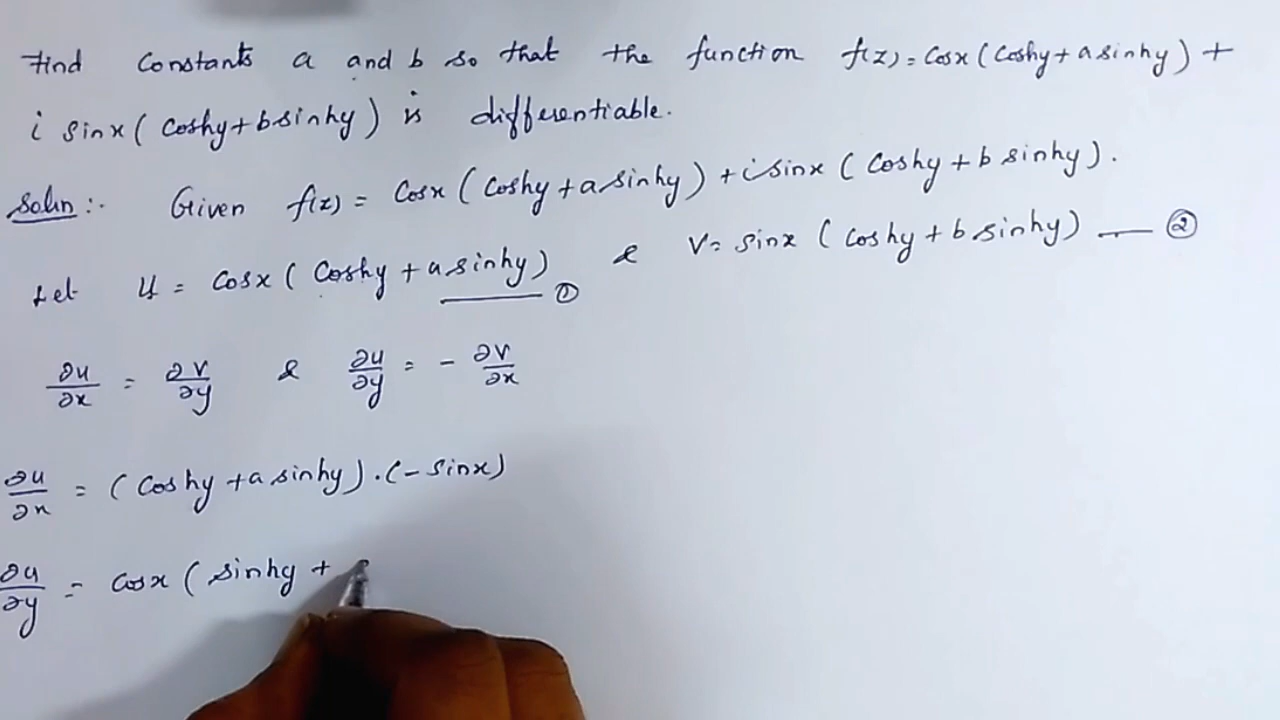 Find constants a and b so that the function f(z) = cosx (coshy + a sinhy) +
i sinx ( coshy + b sinhy ) is differentiable.
Soln :- Given f(z) = cosx ( coshy + a sinhy ) + i sinx ( coshy + b sinhy ).
Let u = cosx ( coshy + a sinhy ) —— ① & v = sinx ( coshy + b sinhy ) —— ②
∂u/∂x = ∂v/∂y & ∂u/∂y = - ∂v/∂x
∂u/∂x = ( coshy + a sinhy ) . (- sinx )
∂u/∂y = cosx ( sinhy +